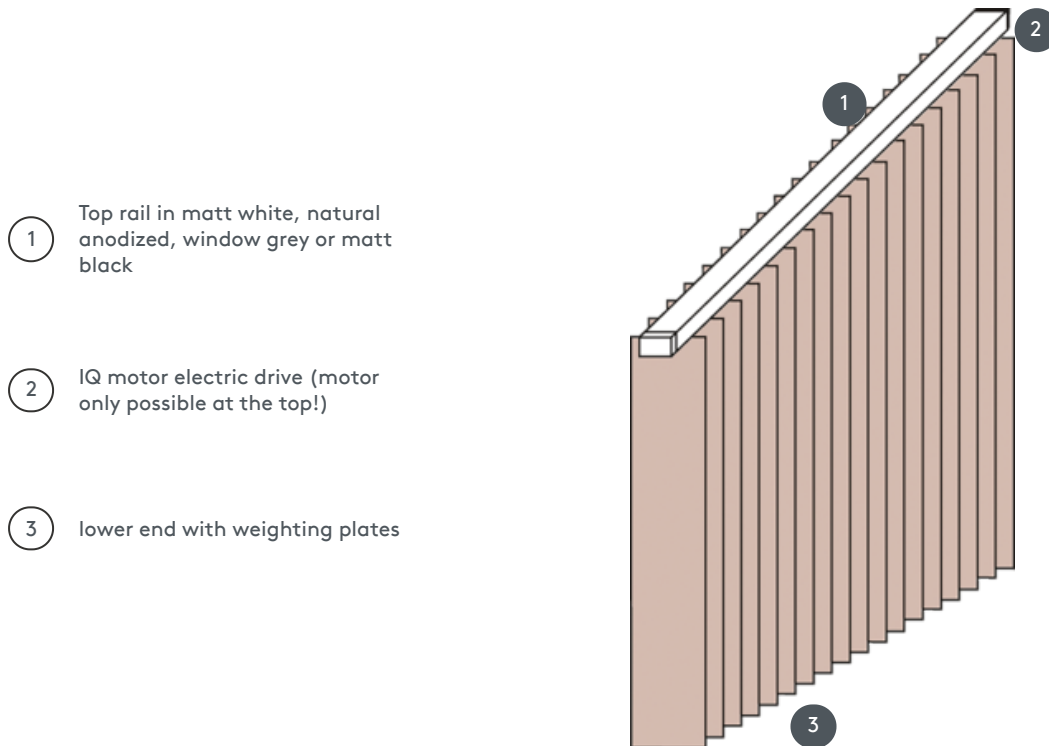 1
Top rail in matt white, natural
anodized, window grey or matt
black
2
IQ motor electric drive (motor
only possible at the top!)
3
lower end with weighting plates
2
1
3